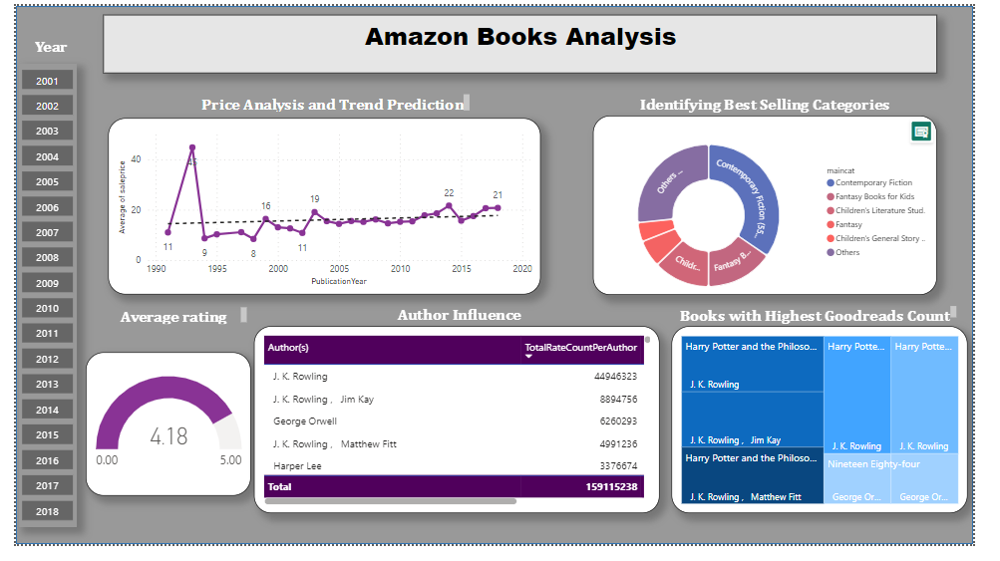 Amazon Books Analysis
Year
2001
2002
2003
2004
2005
2006
2007
2008
2009
2010
2011
2012
2013
2014
2015
2016
2017
2018
Price Analysis and Trend Prediction
Average of saleprice
40
20
0
11
45
9
8
16
11
19
22
21
1990
1995
2000
2005
2010
2015
2020
PublicationYear
Identifying Best Selling Categories
Others ...
Contemporary Fiction (55...
Childr...
Fantasy B...
maincat
Contemporary Fiction
Fantasy Books for Kids
Children's Literature Stud.
Fantasy
Children's General Story ..
Others
Average rating
4.18
0.00
5.00
Author Influence
Author(s) TotalRateCountPerAuthor
J. K. Rowling 44946323
J. K. Rowling , Jim Kay 8894756
George Orwell 6260293
J. K. Rowling , Matthew Fitt 4991236
Harper Lee 3376674
Total 159115238
Books with Highest Goodreads Count
Harry Potter and the Philoso...
J. K. Rowling
J. K. Rowling , Jim Kay
Harry Potter and the Philoso...
J. K. Rowling , Matthew Fitt
Harry Potte...
J. K. Rowling
Harry Potte...
J. K. Rowling
Nineteen Eighty-four
George Or...
George Or...